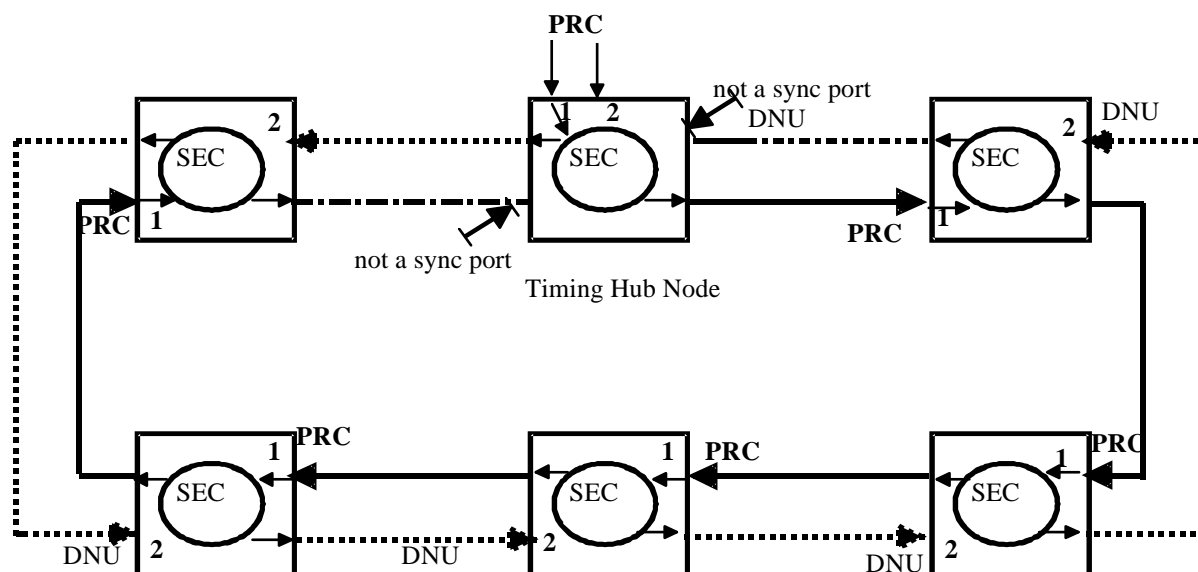 PRC
not a sync port
DNU
DNU
1
2
2
2
SEC
SEC
SEC
1
PRC
1
PRC
not a sync port
Timing Hub Node
1
PRC
1
PRC
1
PRC
SEC
SEC
SEC
2
DNU
DNU
2
DNU
2